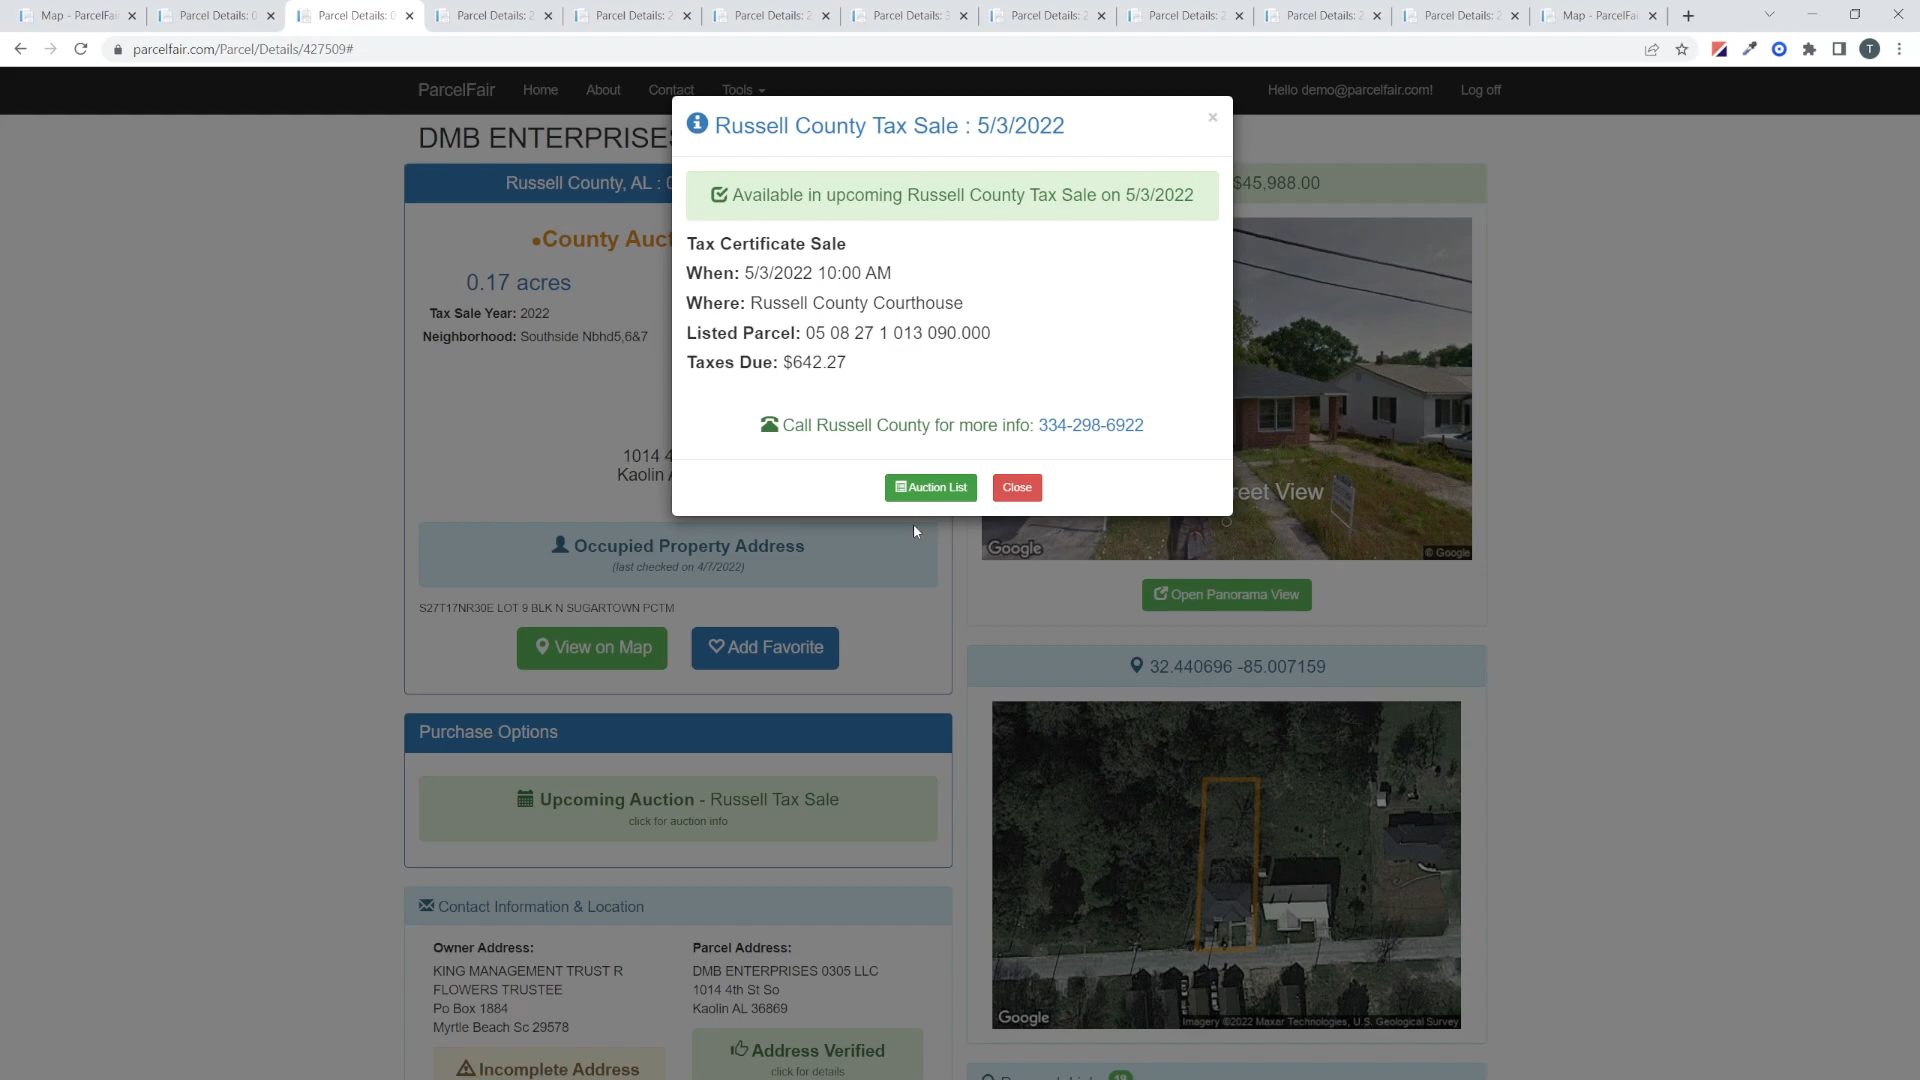 Map - ParcelFai
Parcel Details: 0
Parcel Details: 0
Parcel Details: 2
Parcel Details: 2
Parcel Details: 2
Parcel Details: 3
Parcel Details: 2
Parcel Details: 2
Parcel Details: 2
Parcel Details: 2
Map - ParcelFai
parcelfair.com/Parcel/Details/427509#
T
ParcelFair Home About Contact Tools
Hello demo@parcelfair.com! Log off
DMB ENTERPRISES
Russell County, AL : 0
$45,988.00
Russell County Tax Sale : 5/3/2022
Available in upcoming Russell County Tax Sale on 5/3/2022
Tax Certificate Sale
When: 5/3/2022 10:00 AM
Where: Russell County Courthouse
Listed Parcel: 05 08 27 1 013 090.000
Taxes Due: $642.27
Call Russell County for more info: 334-298-6922
Auction List
Close
•County Auct
0.17 acres
Tax Sale Year: 2022
Neighborhood: Southside Nbhd5,6&7
1014 4
Kaolin A
Occupied Property Address
(last checked on 4/7/2022)
S27T17NR30E LOT 9 BLK N SUGARTOWN PCTM
View on Map
Add Favorite
Purchase Options
Upcoming Auction - Russell Tax Sale
click for auction info
Contact Information & Location
Owner Address:
KING MANAGEMENT TRUST R
FLOWERS TRUSTEE
Po Box 1884
Myrtle Beach Sc 29578
Incomplete Address
Parcel Address:
DMB ENTERPRISES 0305 LLC
1014 4th St So
Kaolin AL 36869
Address Verified
click for details
reet View
Google
© Google
Open Panorama View
32.440696 -85.007159
Google
Imagery ©2022 Maxar Technologies, U.S. Geological Survey
19